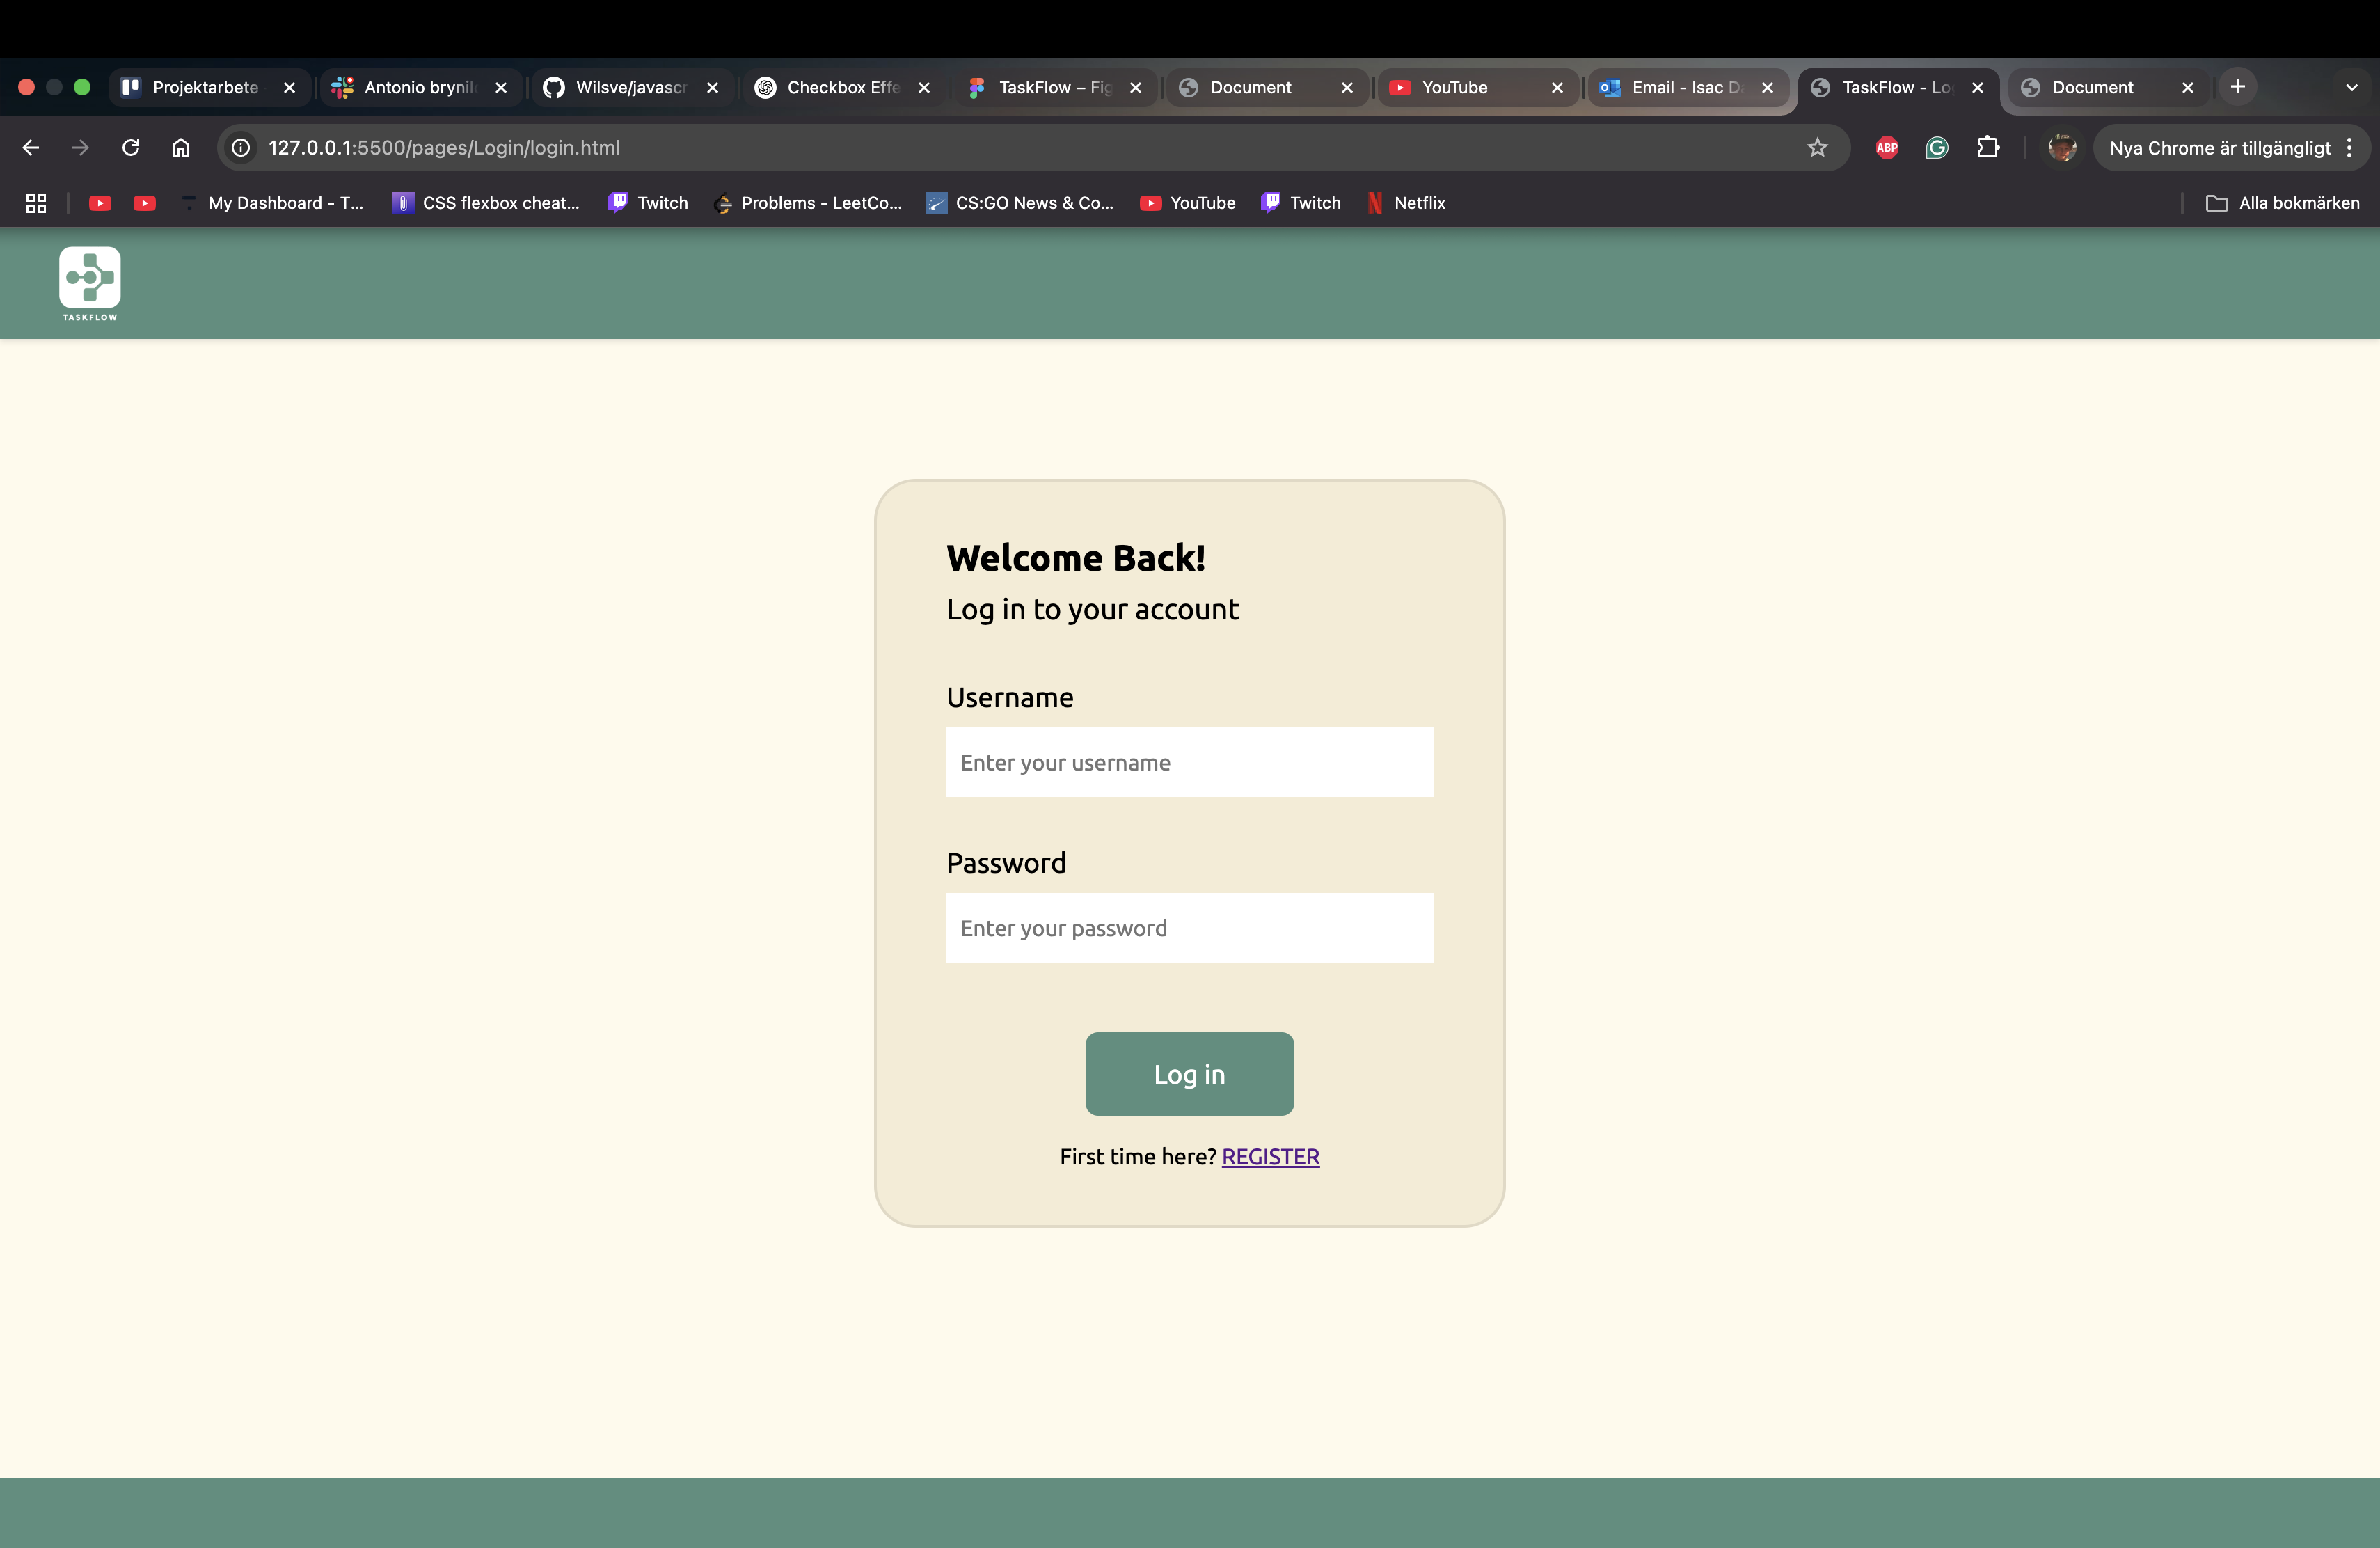 Projektarbete
Antonio brynil
Wilsve/javascr
Checkbox Effe
TaskFlow – Fig
Document
YouTube
Email - Isac D
TaskFlow - Lo
Document
127.0.0.1:5500/pages/Login/login.html
ABP
Nya Chrome är tillgängligt
My Dashboard - T...
CSS flexbox cheat...
Twitch
Problems - LeetCo...
CS:GO News & Co...
YouTube
Twitch
Netflix
Alla bokmärken
TASKFLOW
Welcome Back!
Log in to your account
Username
Enter your username
Password
Enter your password
Log in
First time here? REGISTER